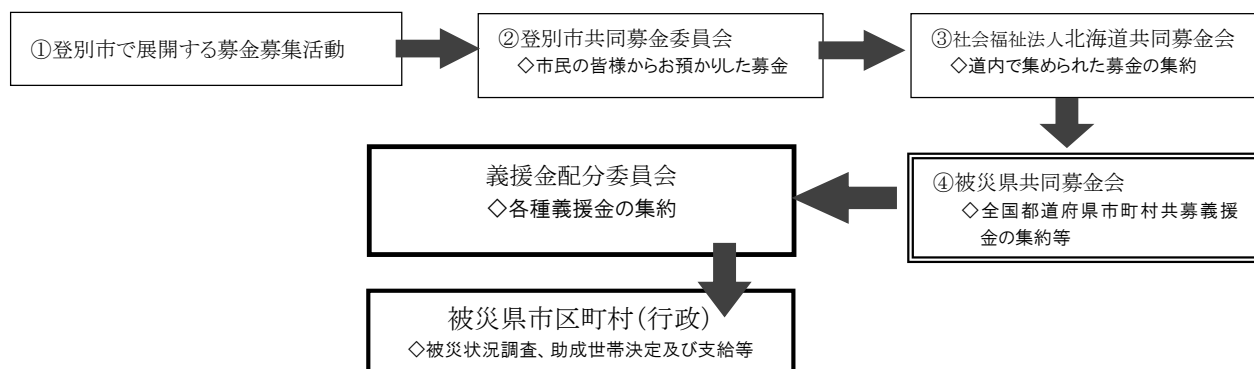 ①登別市で展開する募金募集活動
②登別市共同募金委員会
◇市民の皆様からお預かりした募金
③社会福祉法人北海道共同募金会
◇道内で集められた募金の集約
④被災県共同募金会
◇全国都道府県市町村共募義援
金の集約等
義援金配分委員会
◇各種義援金の集約
被災県市区町村(行政)
◇被災状況調査、助成世帯決定及び支給等